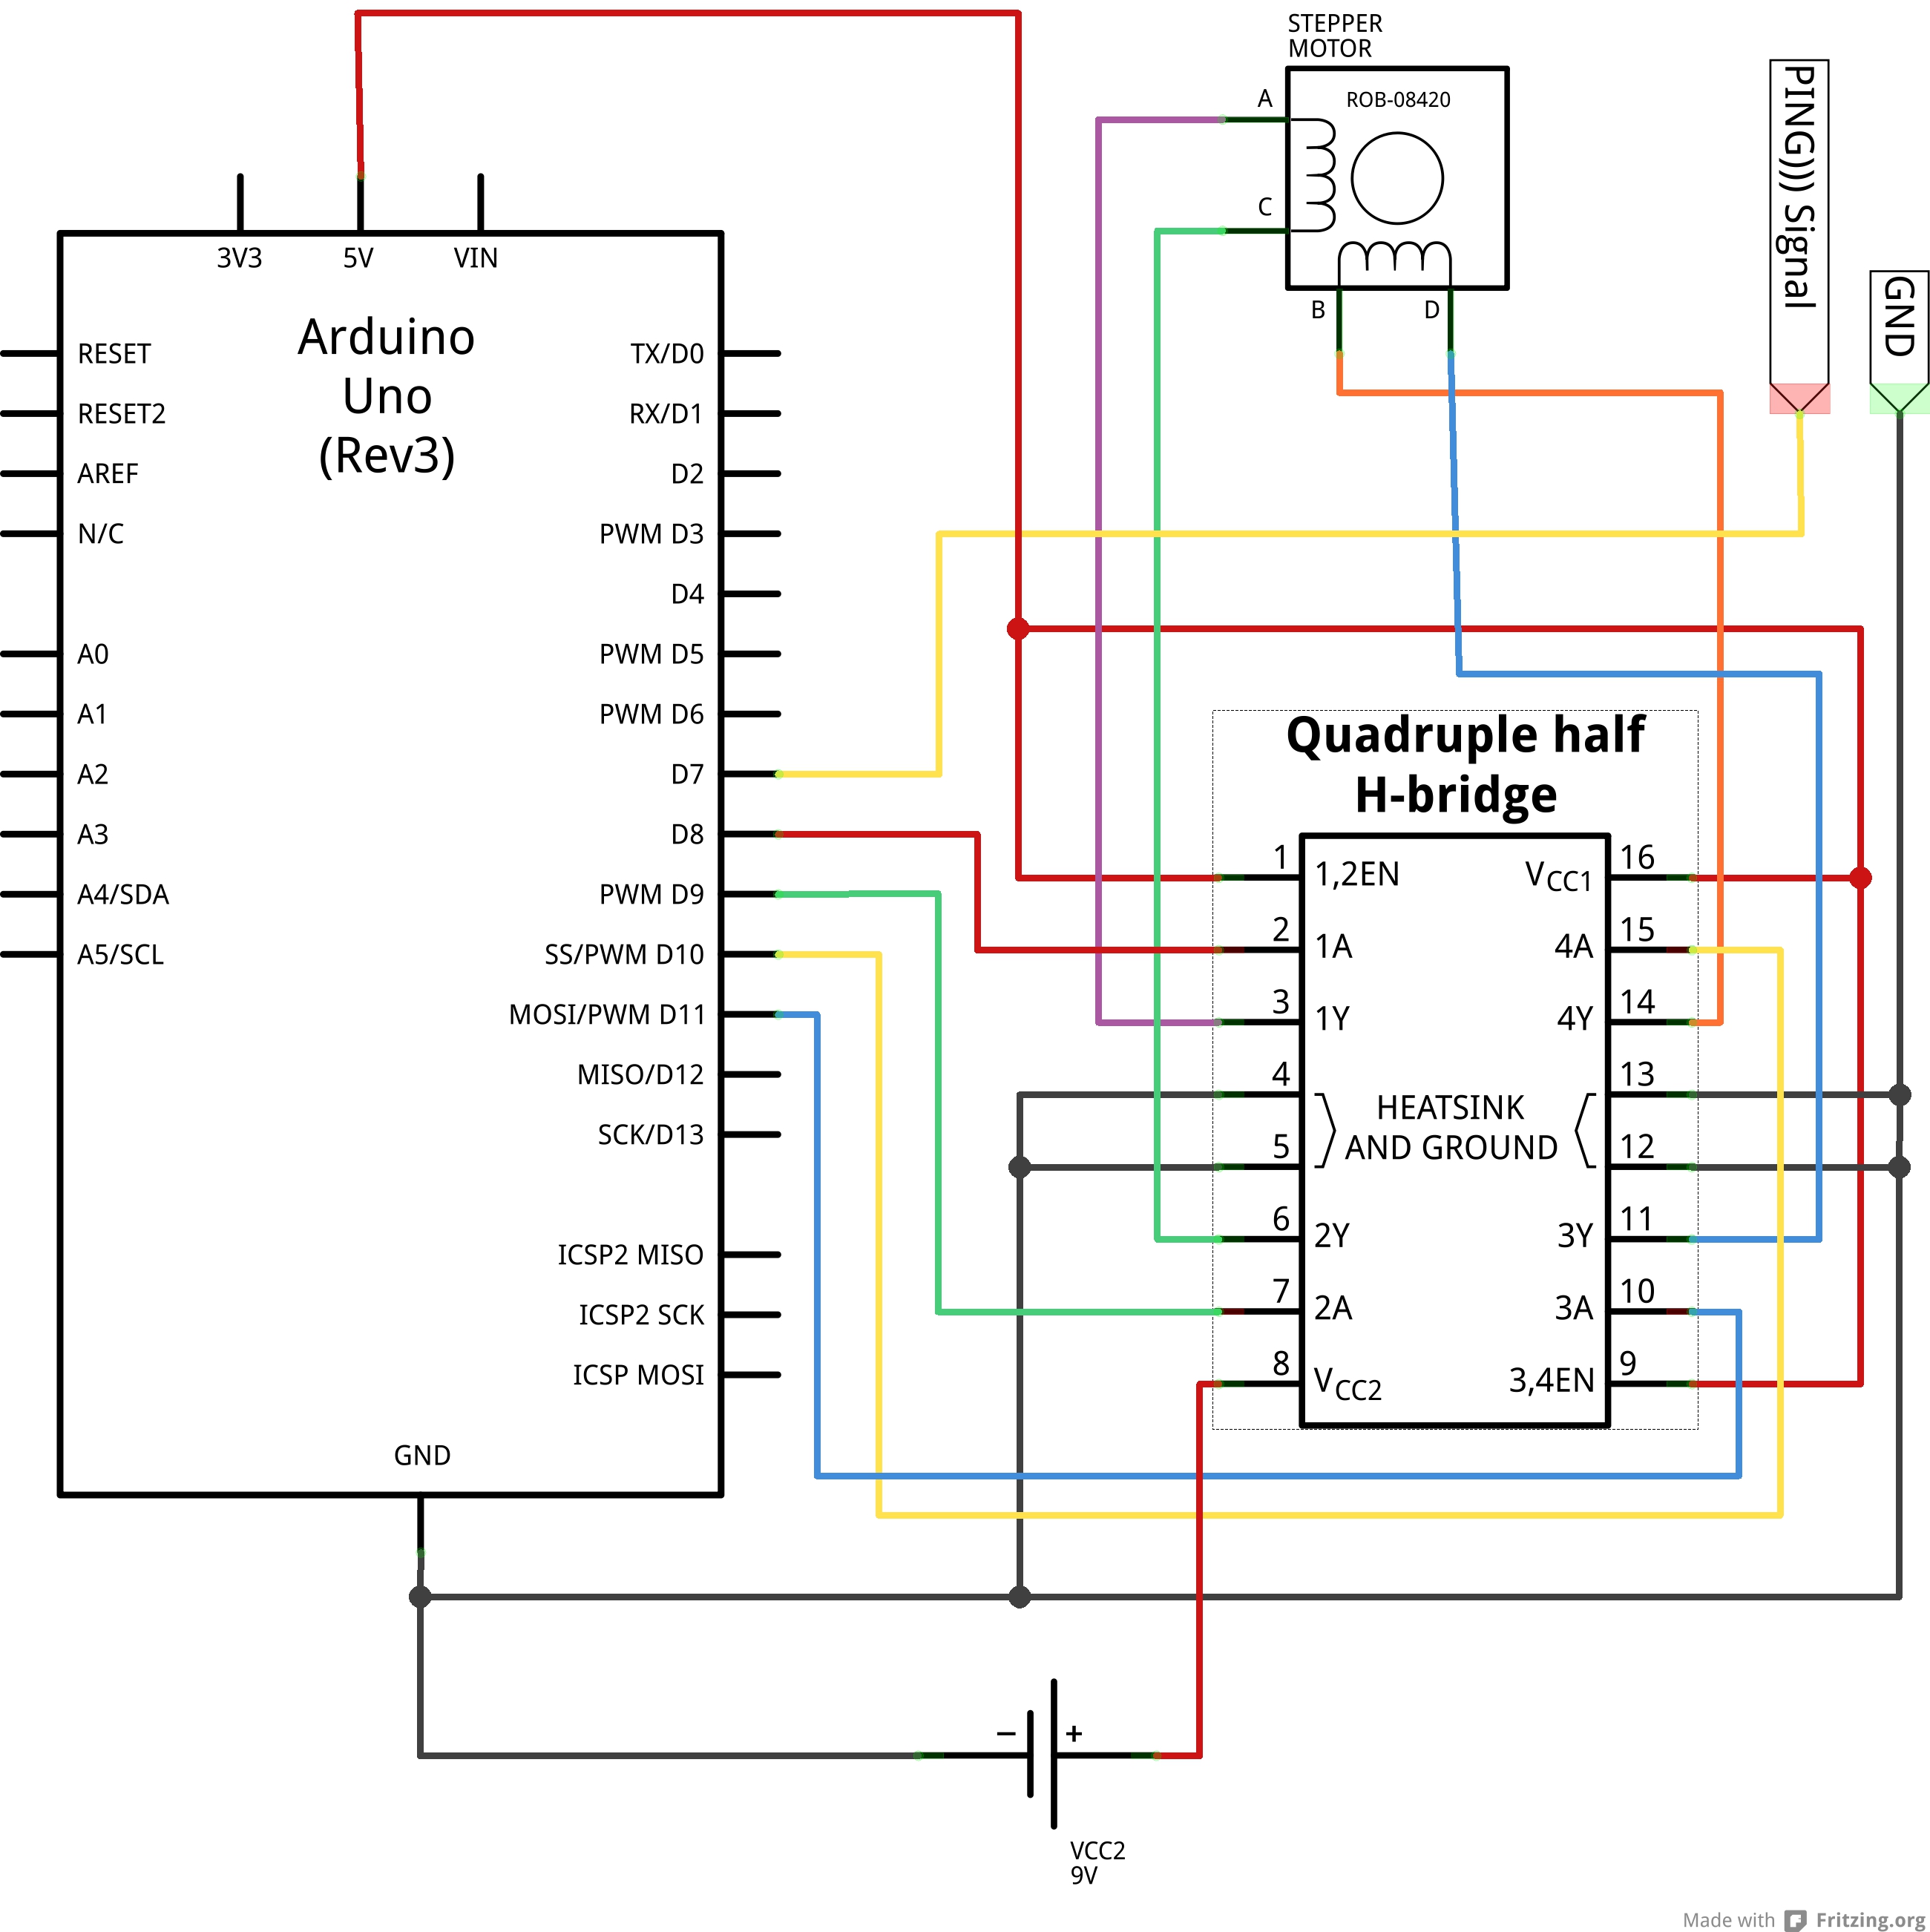 STEPPER
MOTOR
ROB-08420
A
C
B
D
PING)))) Signal
GND
3V3
5V
VIN
Arduino
Uno
(Rev3)
RESET
RESET2
AREF
N/C
A0
A1
A2
A3
A4/SDA
A5/SCL
TX/D0
RX/D1
D2
PWM D3
D4
PWM D5
PWM D6
D7
D8
PWM D9
SS/PWM D10
MOSI/PWM D11
MISO/D12
SCK/D13
ICSP2 MISO
ICSP2 SCK
ICSP MOSI
GND
Quadruple half
H-bridge
1
1,2EN
2
1A
3
1Y
4
5
6
2Y
7
2A
8
VCC2
HEATSINK
AND GROUND
16
VCC1
15
4A
14
4Y
13
12
11
3Y
10
3A
9
3,4EN
− +
VCC2
9V
Made with Fritzing.org